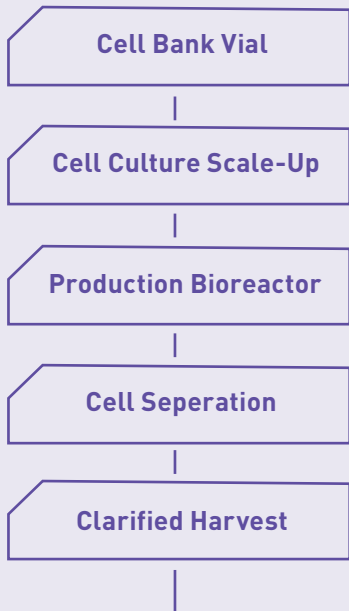 Cell Bank Vial
Cell Culture Scale-Up
Production Bioreactor
Cell Seperation
Clarified Harvest